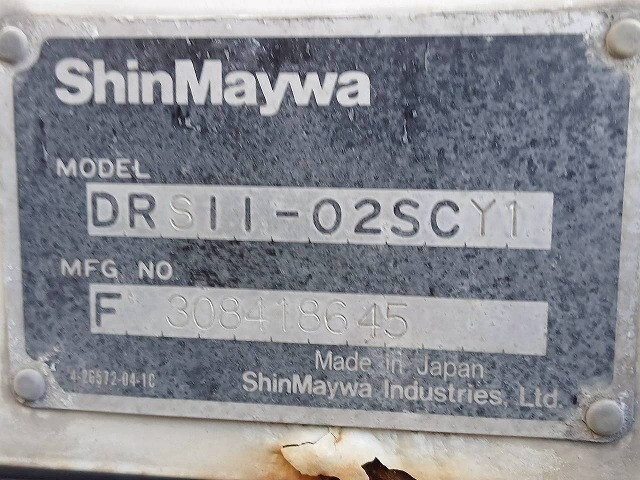 ShinMaywa
MODEL
DRS11-02SCY1
MFG NO
F 308418645
Made in Japan
4-26572-04-1C
ShinMaywa Industries, Ltd.